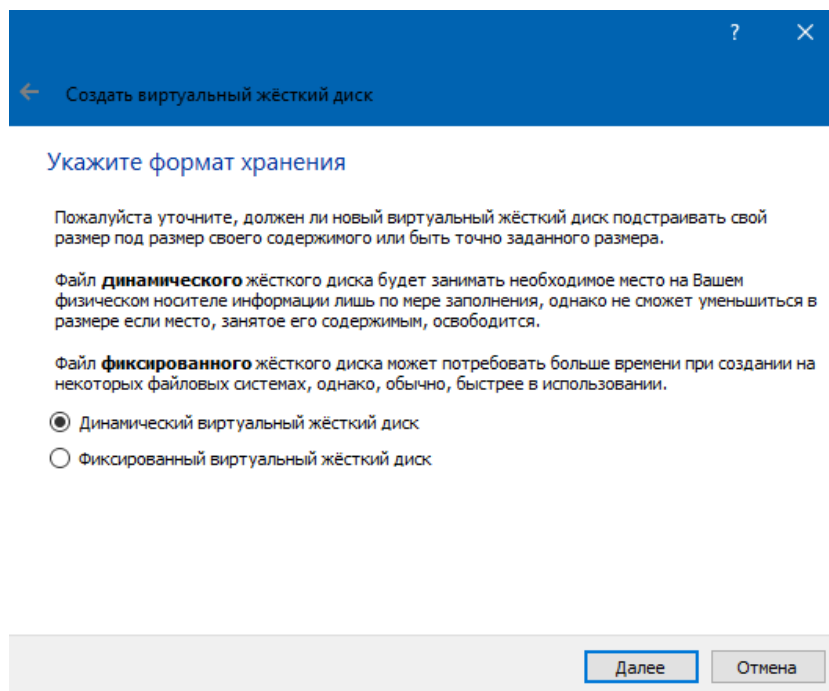 ?
Создать виртуальный жёсткий диск
Укажите формат хранения
Пожалуйста уточните, должен ли новый виртуальный жёсткий диск подстраивать свой
размер под размер своего содержимого или быть точно заданного размера.
Файл динамического жёсткого диска будет занимать необходимое место на Вашем
физическом носителе информации лишь по мере заполнения, однако не сможет уменьшиться в
размере если место, занятое его содержимым, освободится.
Файл фиксированного жёсткого диска может потребовать больше времени при создании на
некоторых файловых системах, однако, обычно, быстрее в использовании.
Динамический виртуальный жёсткий диск
Фиксированный виртуальный жёсткий диск
Далее
Отмена